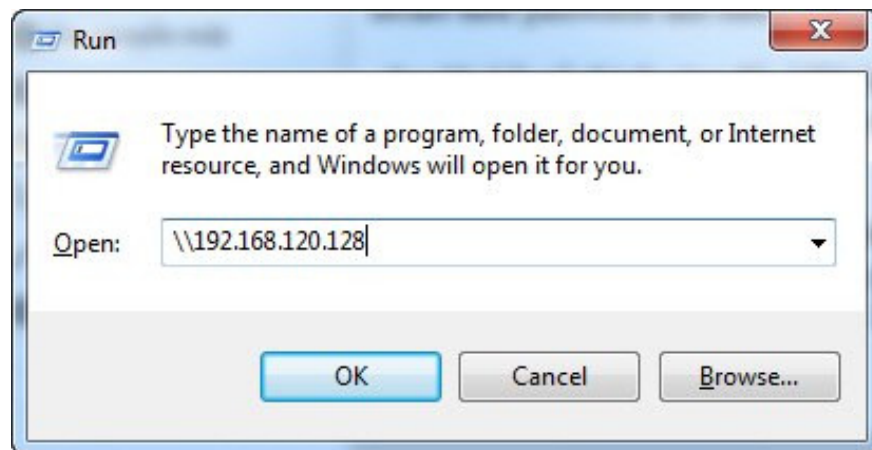 Run
Type the name of a program, folder, document, or Internet
resource, and Windows will open it for you.
Open: \\192.168.120.128
OK Cancel Browse...